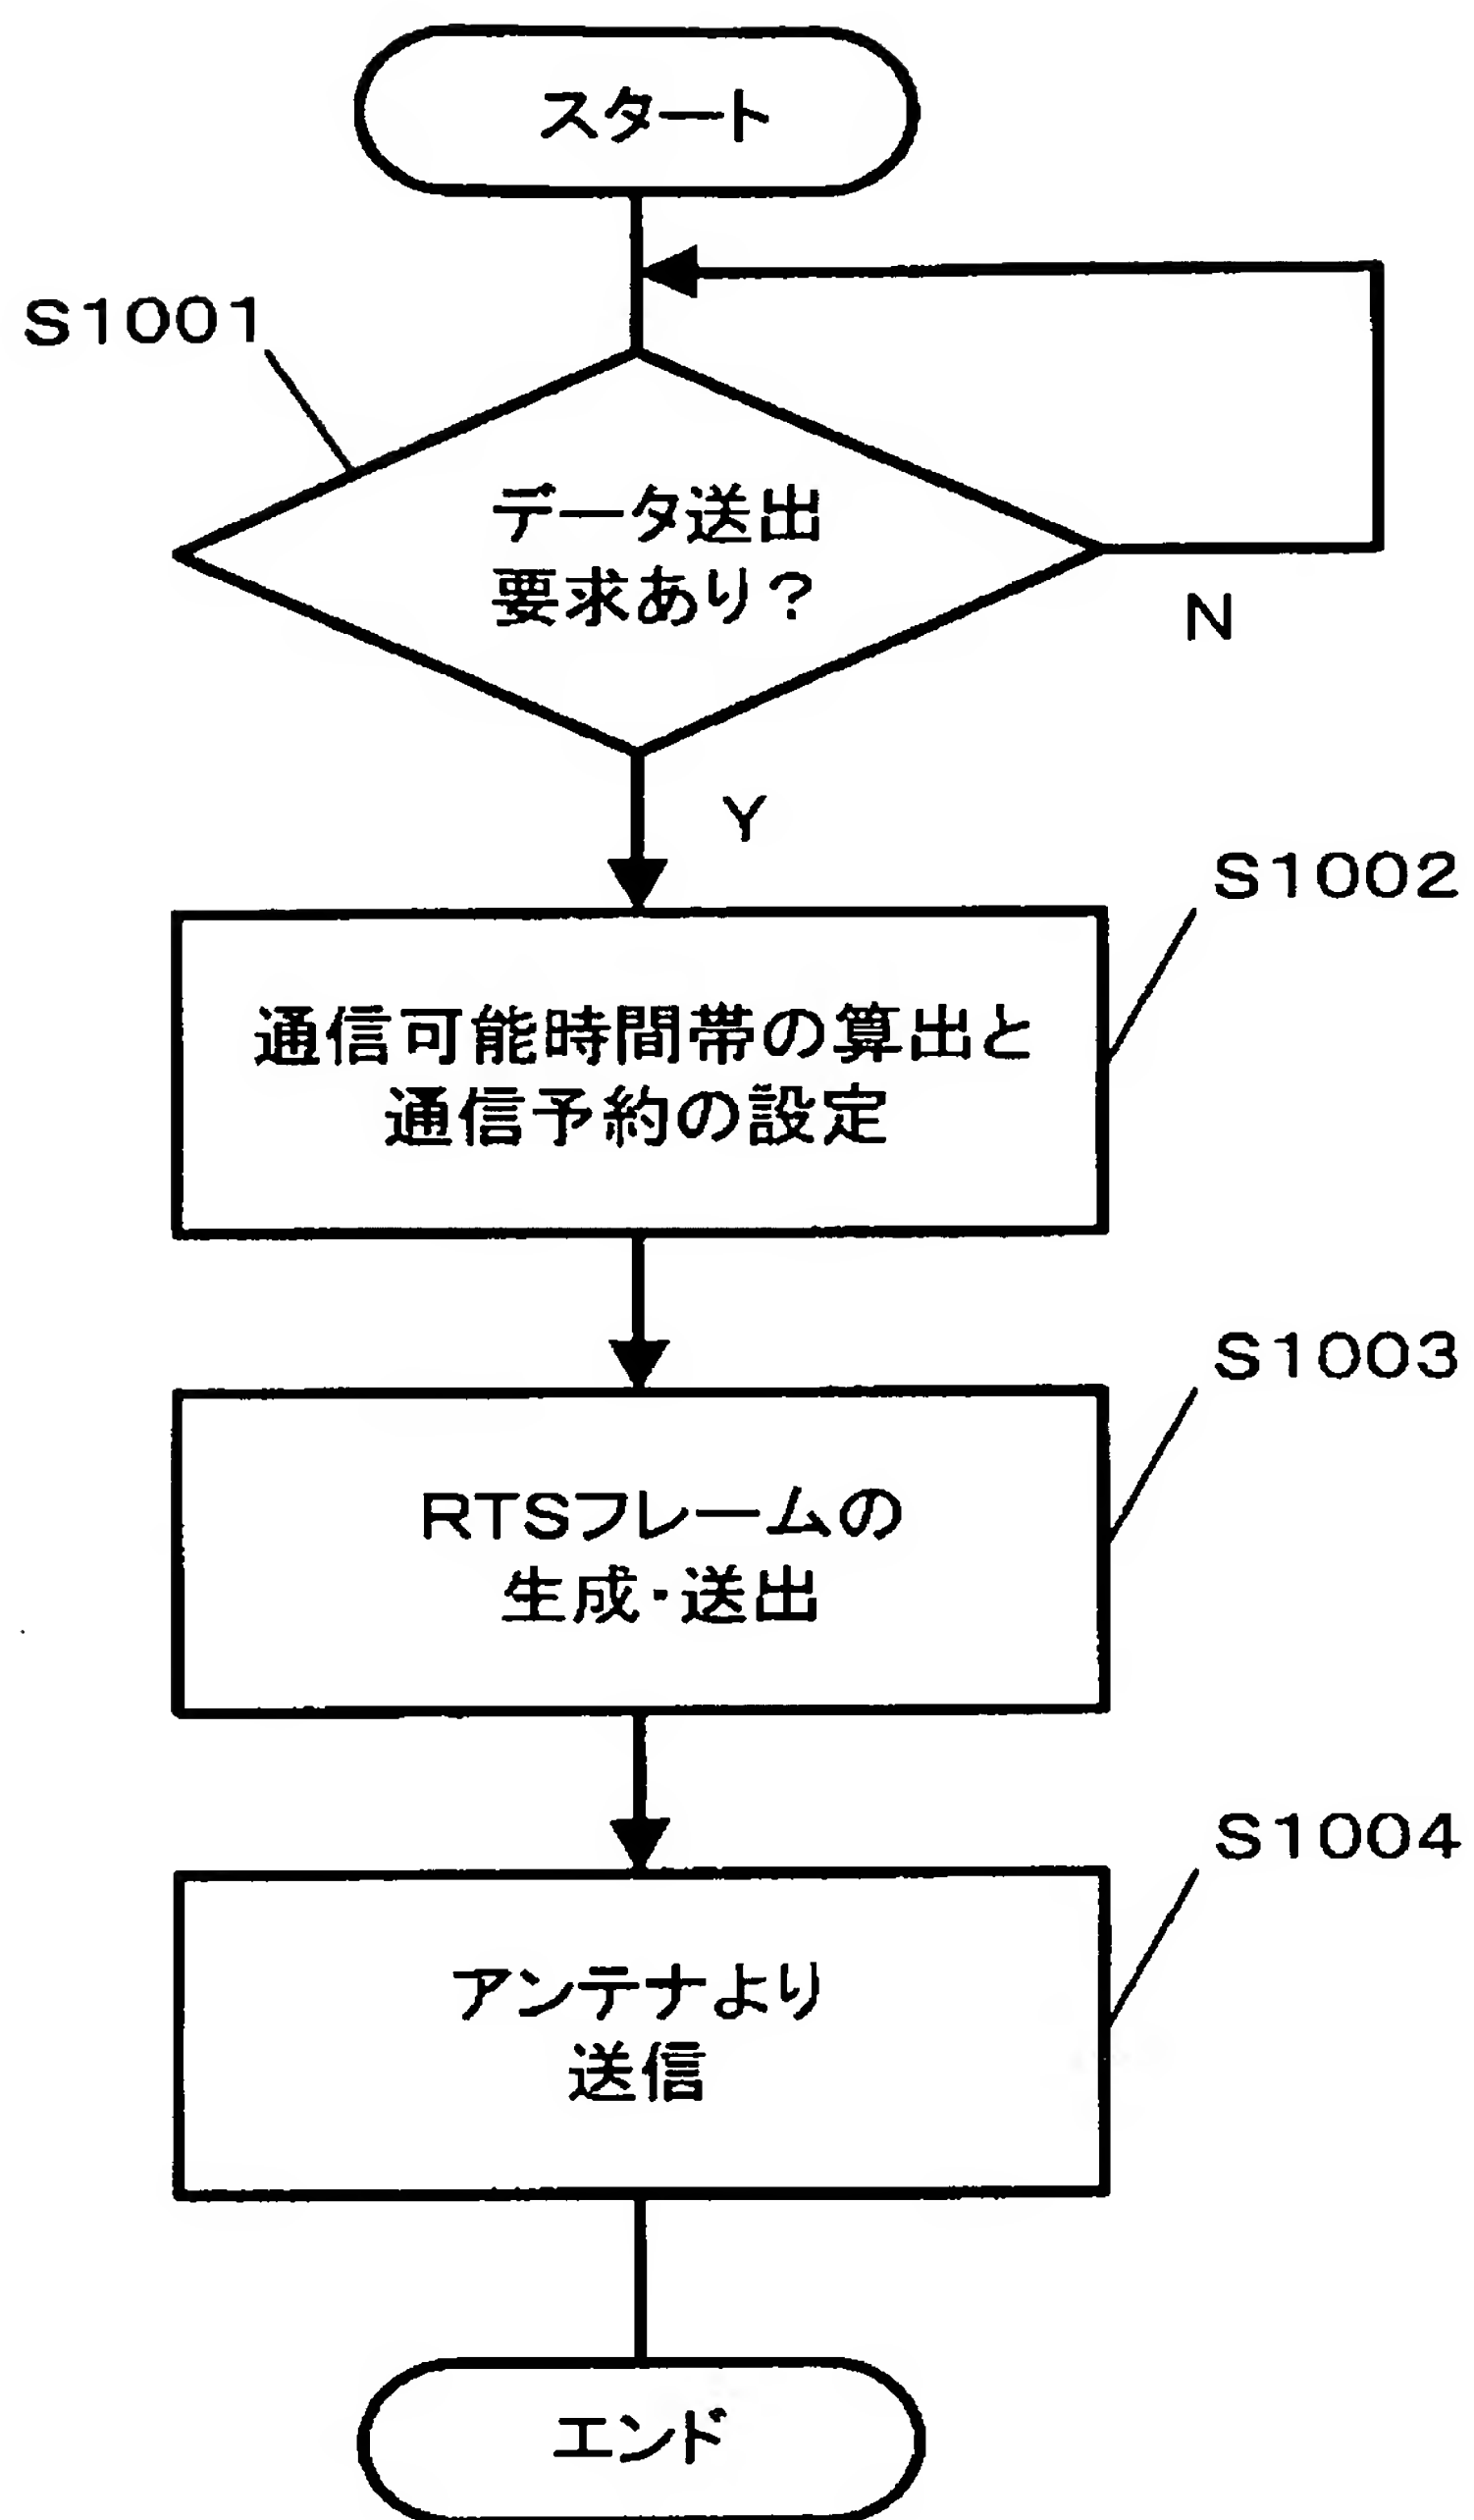 スタート
S1001
データ送出
要求あり?
N
Y
S1002
通信可能時間帯の算出と
通信予約の設定
S1003
RTSフレームの
生成・送出
S1004
アンテナより
送信
エンド